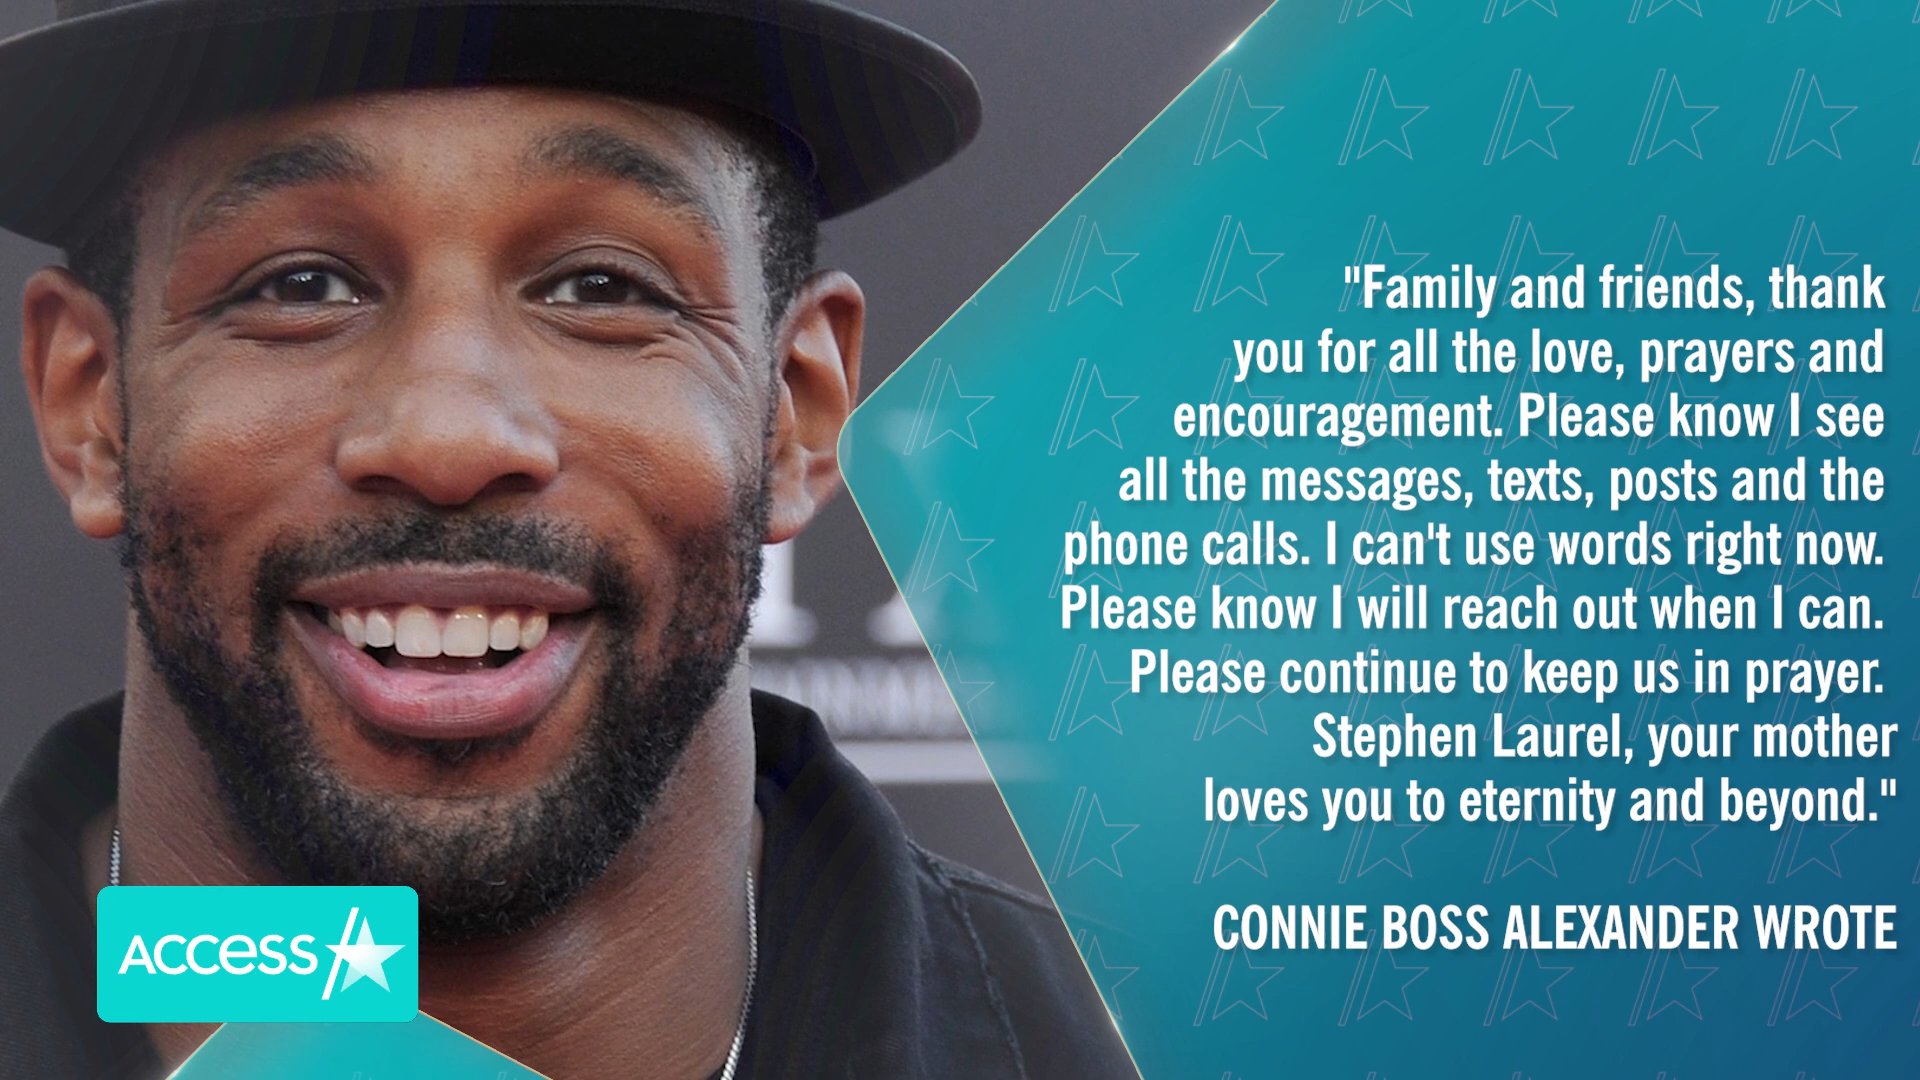 "Family and friends, thank
you for all the love, prayers and
encouragement. Please know I see
all the messages, texts, posts and the
phone calls. I can't use words right now.
Please know I will reach out when I can.
Please continue to keep us in prayer.
Stephen Laurel, your mother
loves you to eternity and beyond."
CONNIE BOSS ALEXANDER WROTE
ACCESS